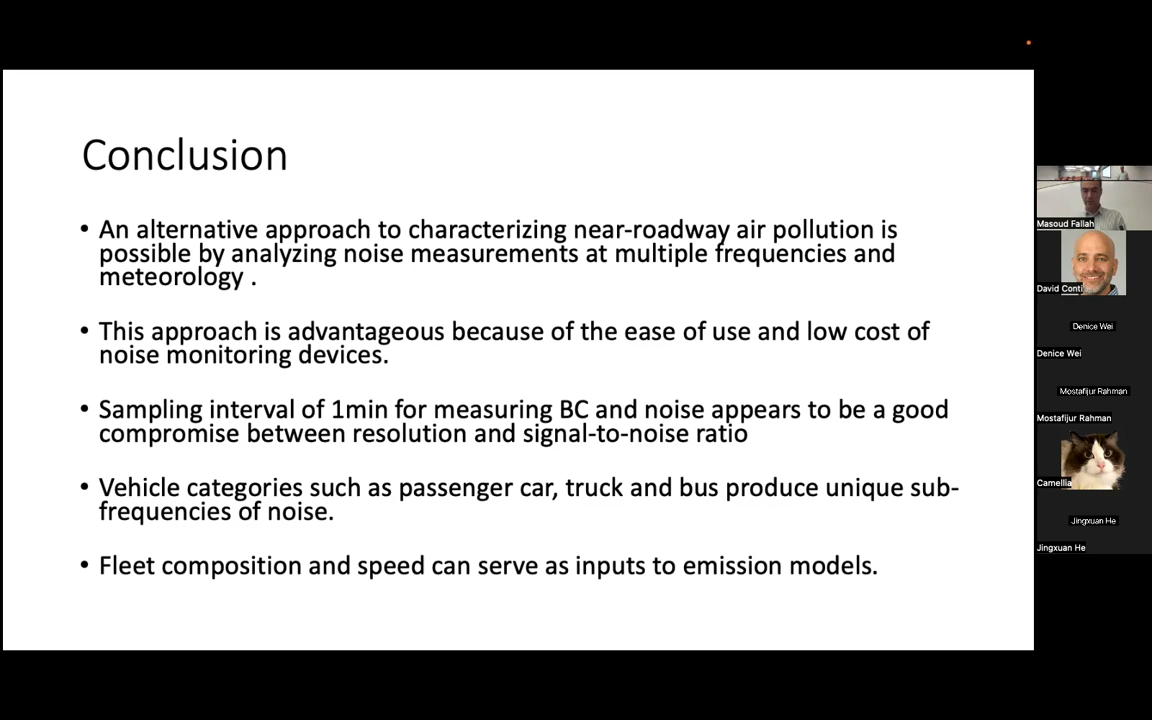 Conclusion
• An alternative approach to characterizing near-roadway air pollution is
possible by analyzing noise measurements at multiple frequencies and
meteorology .
• This approach is advantageous because of the ease of use and low cost of
noise monitoring devices.
• Sampling interval of 1min for measuring BC and noise appears to be a good
compromise between resolution and signal-to-noise ratio
• Vehicle categories such as passenger car, truck and bus produce unique sub-
frequencies of noise.
• Fleet composition and speed can serve as inputs to emission models.
Masoud Fallah
David Conti
Denice Wei
Denice Wei
Mostafijur Rahman
Mostafijur Rahman
Camellia
Jingxuan He
Jingxuan He